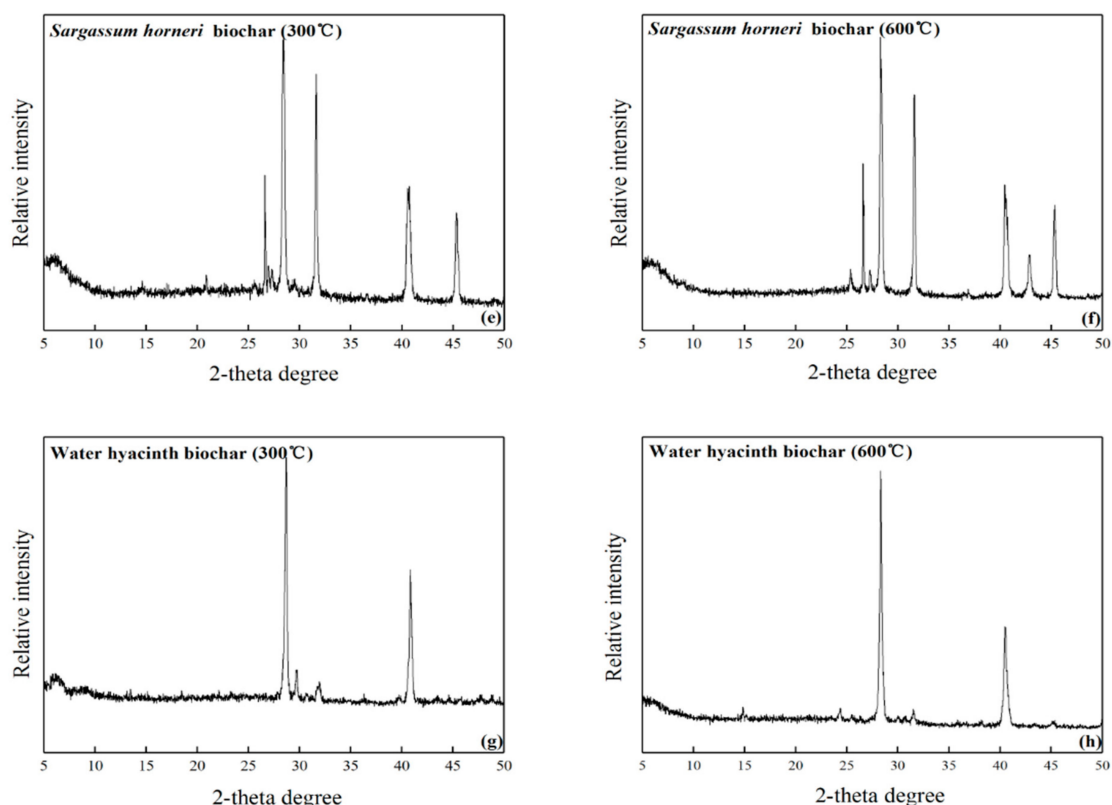 Sargassum horneri biochar (300℃)
Relative intensity
(e)
5 10 15 20 25 30 35 40 45 50
2-theta degree
Sargassum horneri biochar (600℃)
Relative intensity
(f)
5 10 15 20 25 30 35 40 45 50
2-theta degree
Water hyacinth biochar (300℃)
Relative intensity
(g)
5 10 15 20 25 30 35 40 45 50
2-theta degree
Water hyacinth biochar (600℃)
Relative intensity
(h)
5 10 15 20 25 30 35 40 45 50
2-theta degree